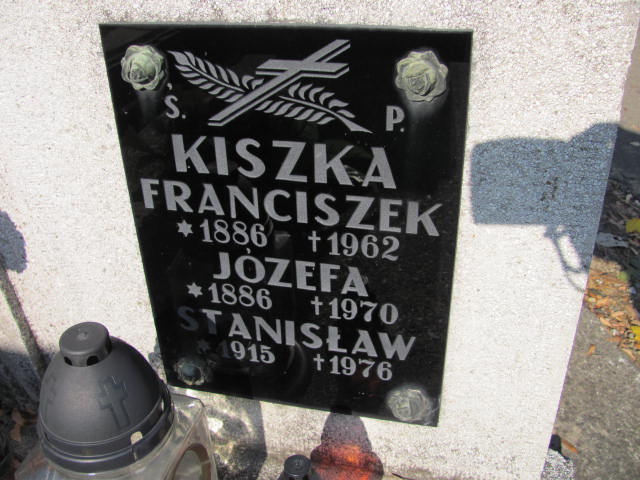 Ś. P.
KISZKA
FRANCISZEK
* 1886 † 1962
JÓZEFA
* 1886 † 1970
STANISŁAW
* 1915 † 1976